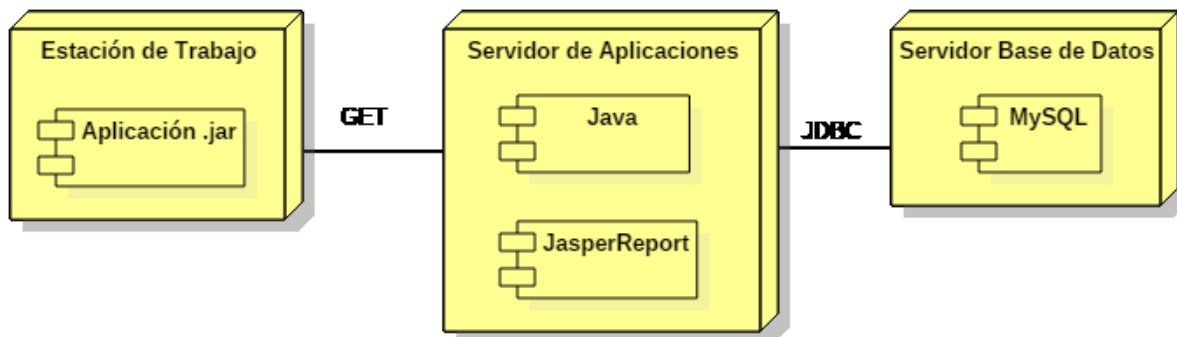 Estación de Trabajo
Aplicación .jar
GET
Servidor de Aplicaciones
Java
JasperReport
JDBC
Servidor Base de Datos
MySQL